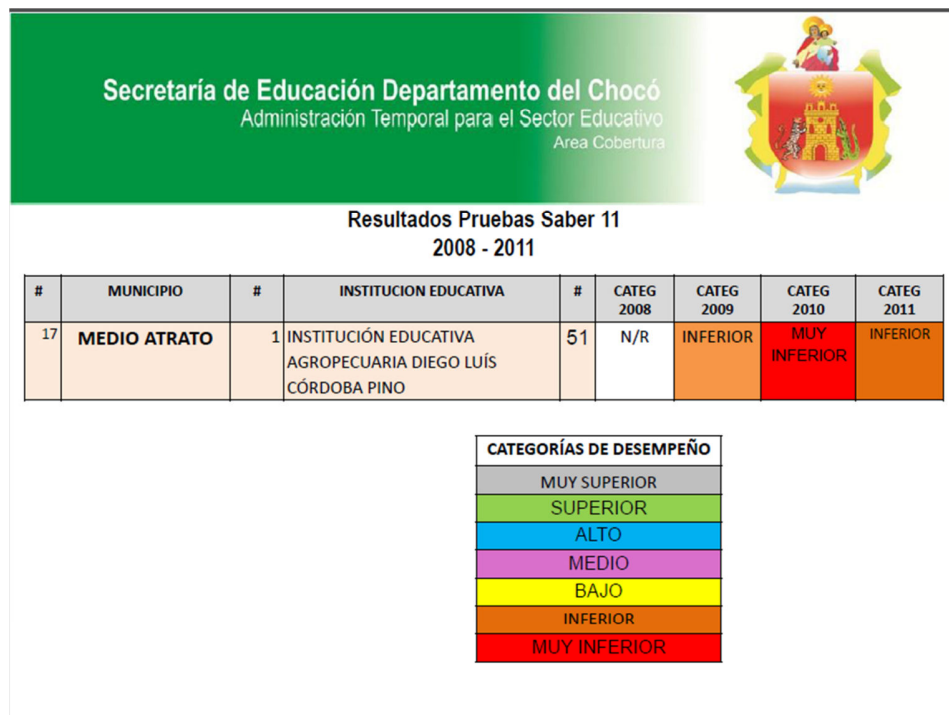 Secretaría de Educación Departamento del Chocó
Administración Temporal para el Sector Educativo
Area Cobertura
Resultados Pruebas Saber 11
2008 - 2011
# MUNICIPIO # INSTITUCION EDUCATIVA # CATEG 2008 CATEG 2009 CATEG 2010 CATEG 2011
17 MEDIO ATRATO 1 INSTITUCIÓN EDUCATIVA AGROPECUARIA DIEGO LUÍS CÓRDOBA PINO 51 N/R INFERIOR MUY INFERIOR INFERIOR
CATEGORÍAS DE DESEMPEÑO
MUY SUPERIOR
SUPERIOR
ALTO
MEDIO
BAJO
INFERIOR
MUY INFERIOR